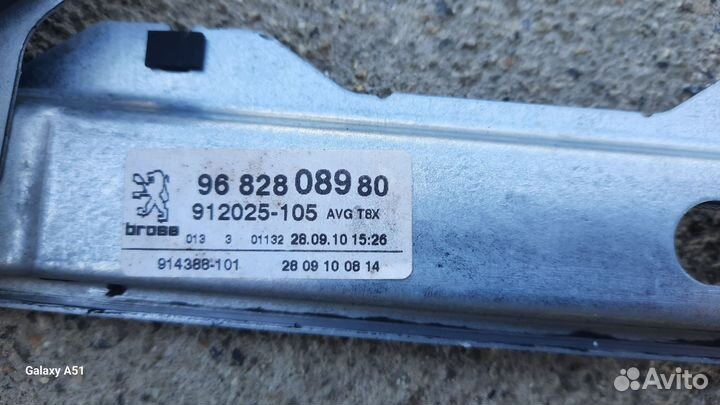 96 828 089 80
912025-105 AVG T8X
brose
013 3 01132 28.09.10 15:26
914388-101 28 09 10 08 14
Galaxy A51
Avito